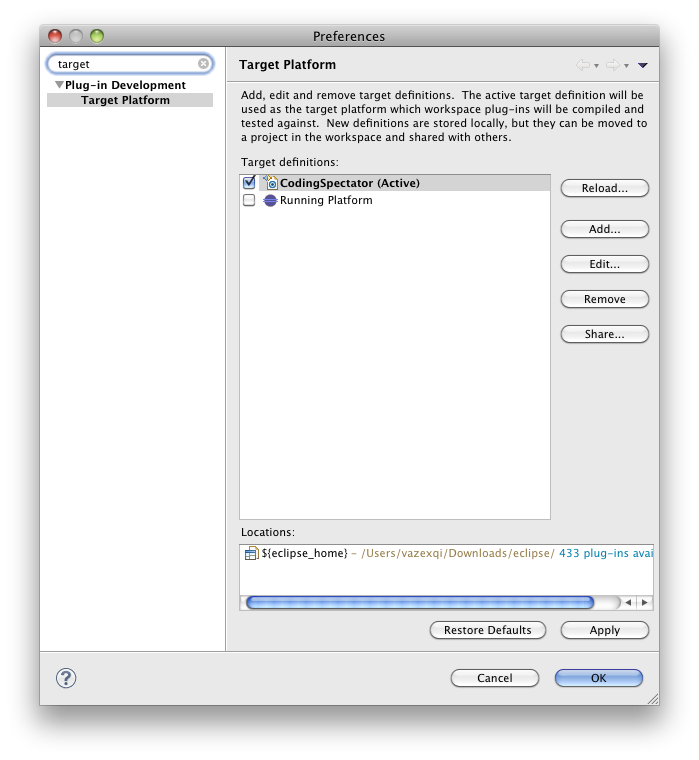 Preferences
target
Plug-in Development
Target Platform
Target Platform
Add, edit and remove target definitions.  The active target definition will be
used as the target platform which workspace plug-ins will be compiled and
tested against.  New definitions are stored locally, but they can be moved to
a project in the workspace and shared with others.
Target definitions:
CodingSpectator (Active)
Running Platform
Reload...
Add...
Edit...
Remove
Share...
Locations:
${eclipse_home} - /Users/vazexqi/Downloads/eclipse/ 433 plug-ins avai
Restore Defaults
Apply
?
Cancel
OK